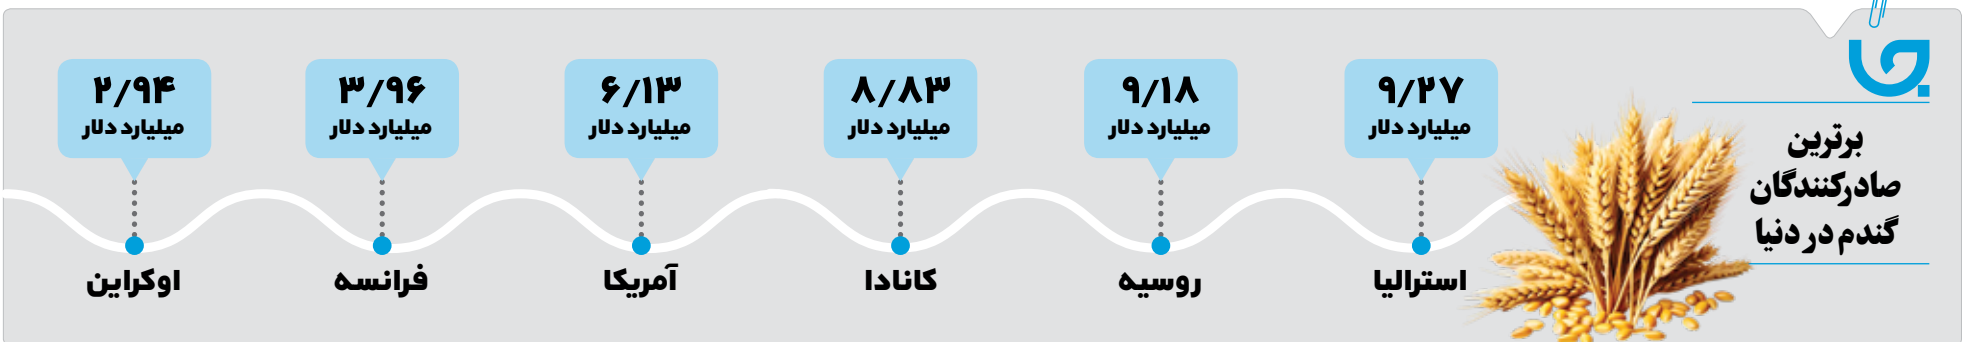 برترین
صادرکنندگان
گندم در دنیا
۹/۲۷
میلیارد دلار
استرالیا
۹/۱۸
میلیارد دلار
روسیه
۸/۸۳
میلیارد دلار
کانادا
۶/۱۳
میلیارد دلار
آمریکا
۳/۹۶
میلیارد دلار
فرانسه
۲/۹۴
میلیارد دلار
اوکراین